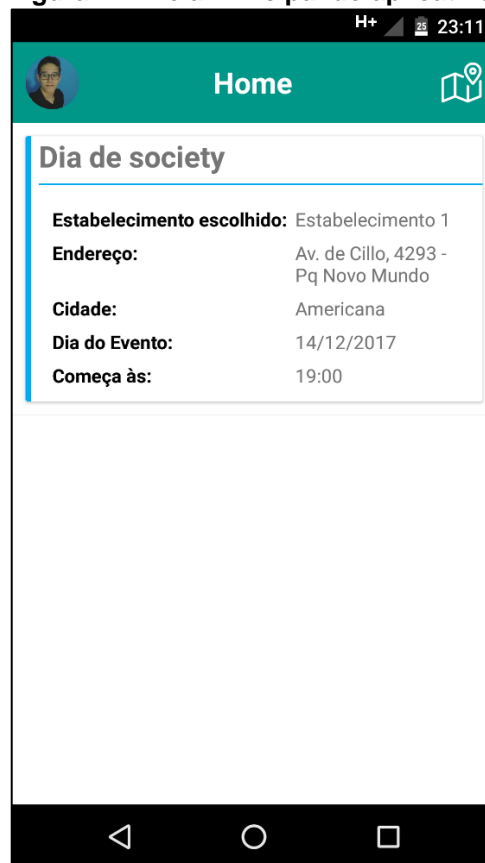 H+ 25 23:11
Home
Dia de society
Estabelecimento escolhido: Estabelecimento 1
Endereço: Av. de Cillo, 4293 -
Pq Novo Mundo
Cidade: Americana
Dia do Evento: 14/12/2017
Começa às: 19:00